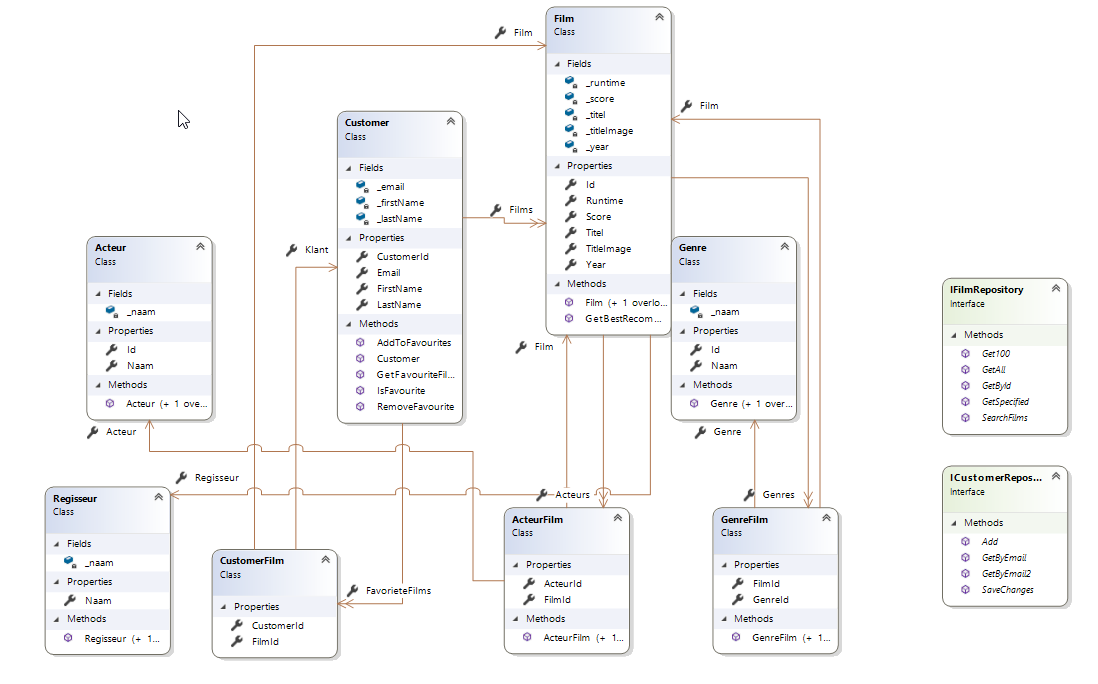 Film
Film
Class
Fields
_runtime
_score
_titel
_titleImage
_year
Properties
Id
Runtime
Score
Titel
TitleImage
Year
Methods
Film (+ 1 overlo...
GetBestRecom...
Film
Customer
Class
Fields
_email
_firstName
_lastName
Properties
CustomerId
Email
FirstName
LastName
Methods
AddToFavourites
Customer
GetFavouriteFil...
IsFavourite
RemoveFavourite
Films
Klant
Acteur
Class
Fields
_naam
Properties
Id
Naam
Methods
Acteur (+ 1 ove...
Acteur
Genre
Class
Fields
_naam
Properties
Id
Naam
Methods
Genre (+ 1 over...
Genre
IFilmRepository
Interface
Methods
Get100
GetAll
GetById
GetSpecified
SearchFilms
Film
Regisseur
Regisseur
Class
Fields
_naam
Properties
Naam
Methods
Regisseur (+ 1...
CustomerFilm
Class
Properties
CustomerId
FilmId
FavorieteFilms
Acteurs
ActeurFilm
Class
Properties
ActeurId
FilmId
Methods
ActeurFilm (+ 1...
Genres
GenreFilm
Class
Properties
FilmId
GenreId
Methods
GenreFilm (+ 1...
ICustomerRepos...
Interface
Methods
Add
GetByEmail
GetByEmail2
SaveChanges